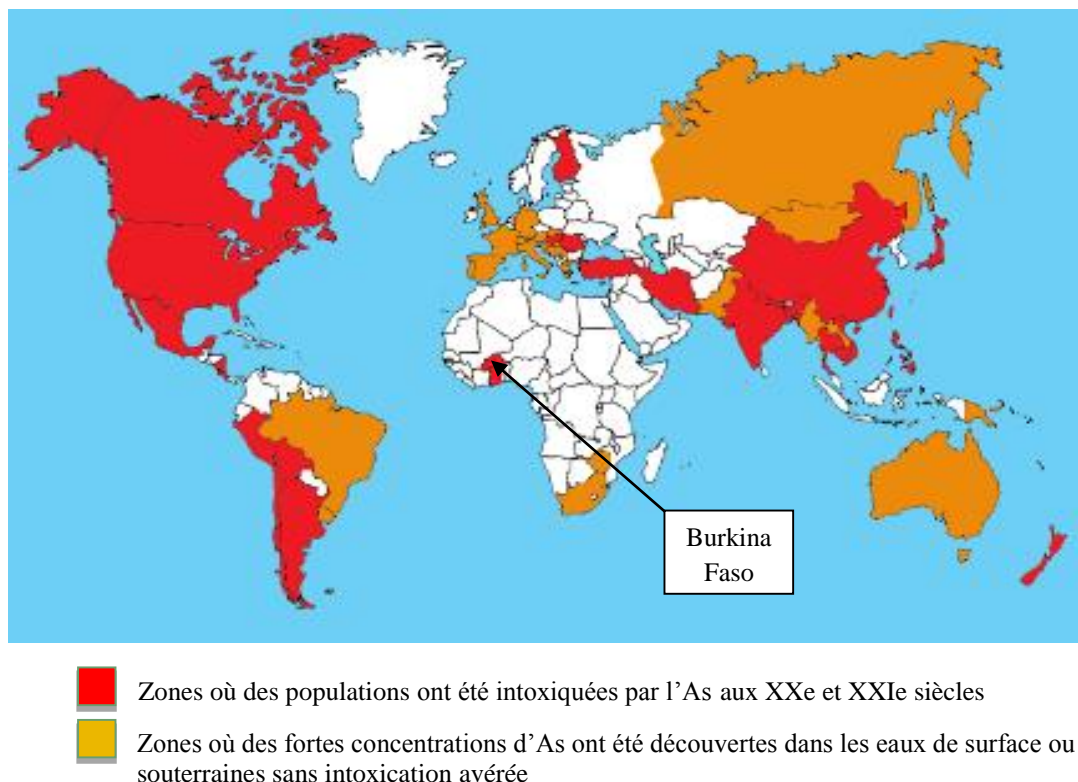 Burkina
Faso
Zones où des populations ont été intoxiquées par l'As aux XXe et XXIe siècles
Zones où des fortes concentrations d'As ont été découvertes dans les eaux de surface ou
souterraines sans intoxication avérée